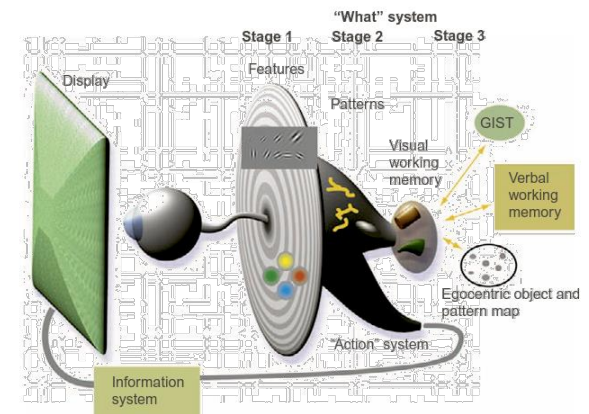 “What” system
Stage 1
Stage 2
Stage 3
Features
Display
Patterns
GIST
Visual
working
memory
Verbal
working
memory
Egocentric object and
pattern map
“Action” system
Information
system